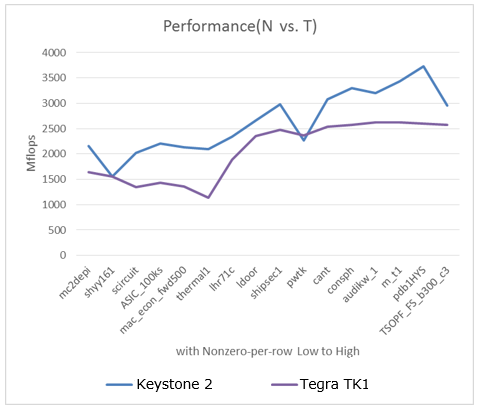 Performance(N vs. T)
4000
3500
3000
2500
2000
1500
1000
500
0
Mflops
mc2depi
shyy161
scircuit
ASIC_100ks
mac_econ_fwd500
thermal1
lhr71c
ldoor
shipsec1
pwtk
cant
consph
audikw_1
m_t1
pdb1HYS
TSOPF_FS_b300_c3
with Nonzero-per-row Low to High
Keystone 2
Tegra TK1